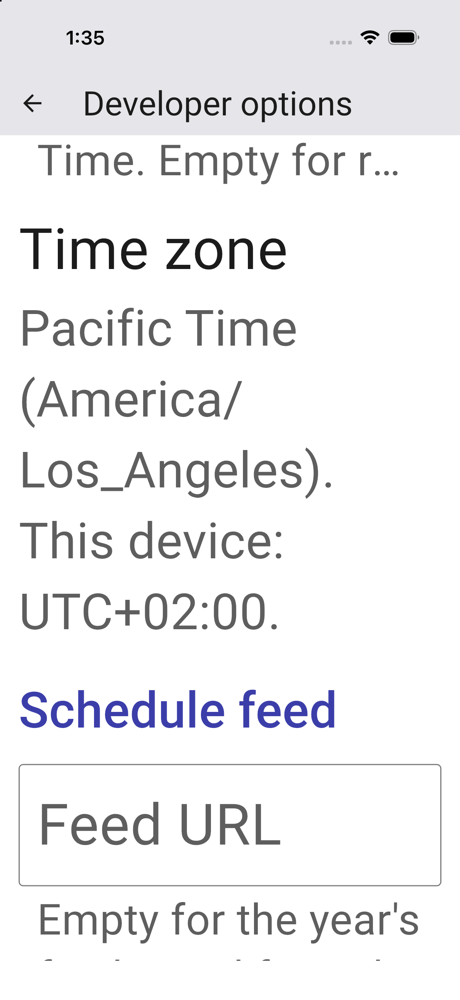 1:35
Developer options
Time. Empty for r…
Time zone
Pacific Time
(America/
Los_Angeles).
This device:
UTC+02:00.
Schedule feed
Feed URL
Empty for the year's